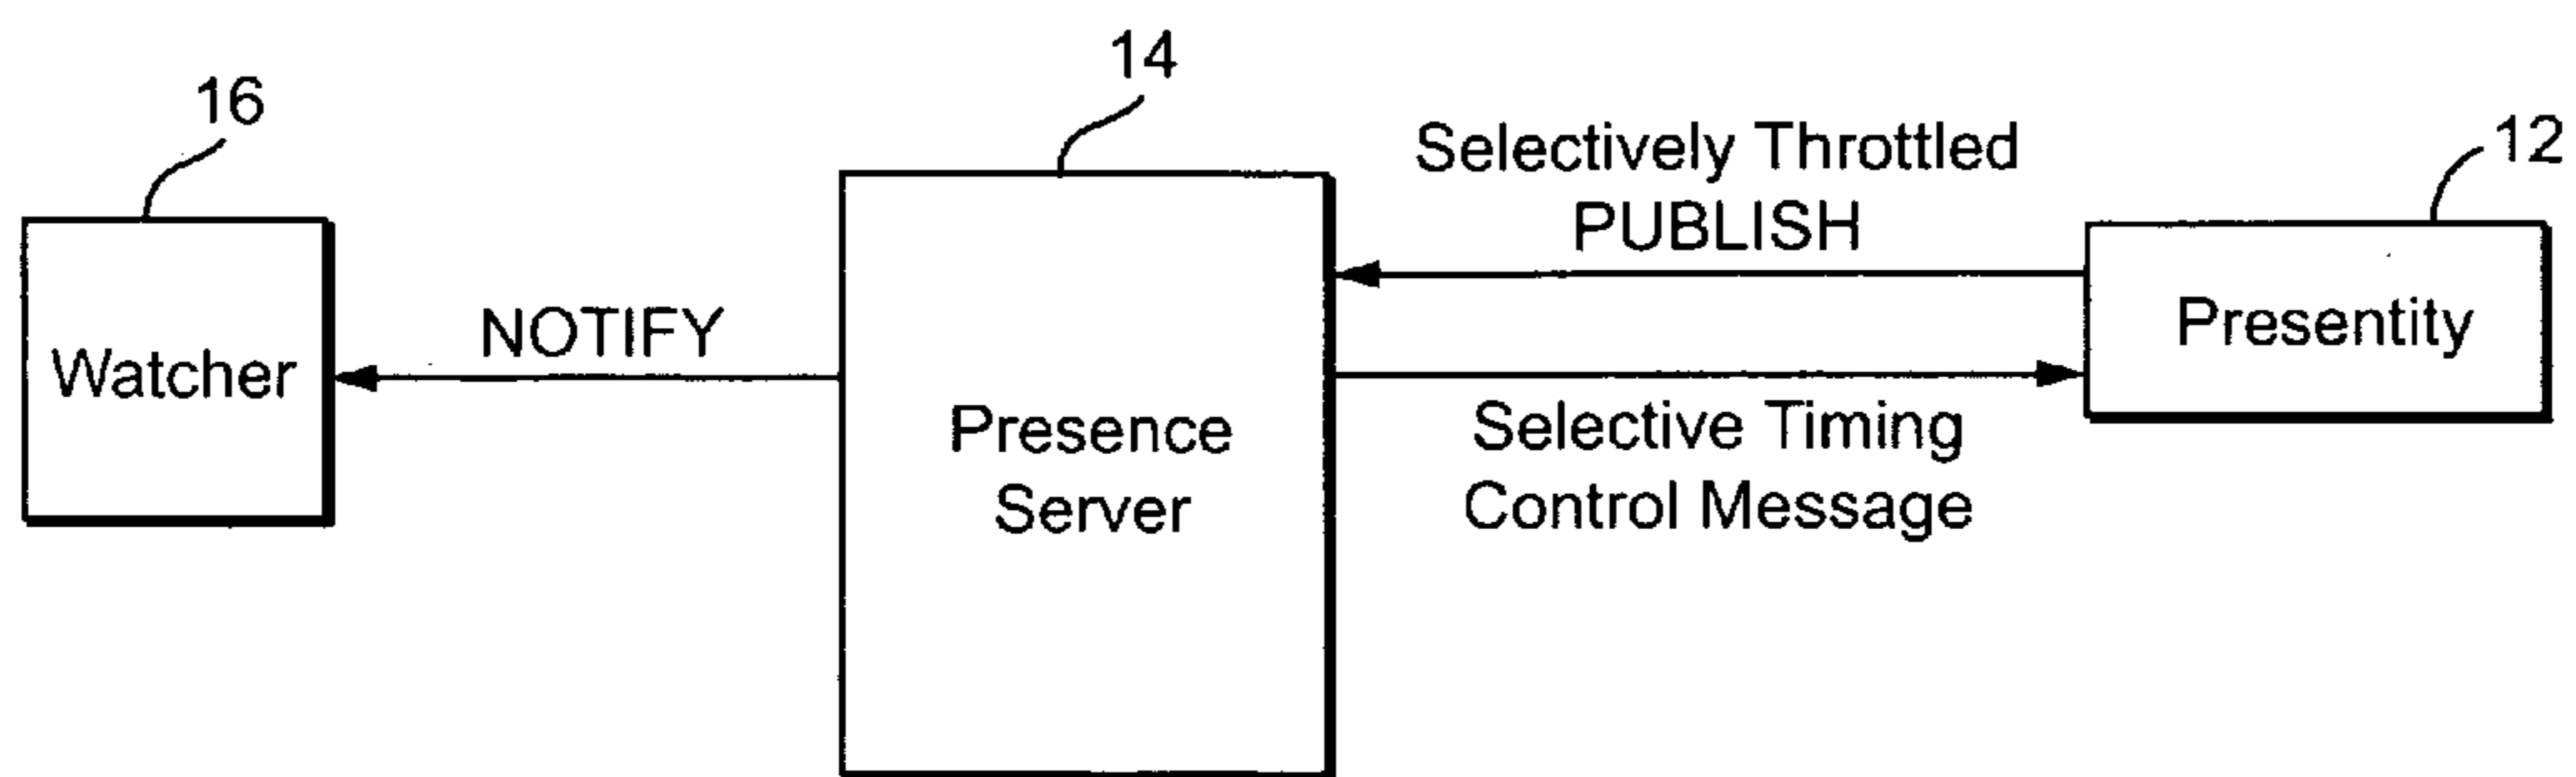 14
16
12
Selectively Throttled
PUBLISH
NOTIFY
Watcher
Presence
Server
Presentity
Selective Timing
Control Message